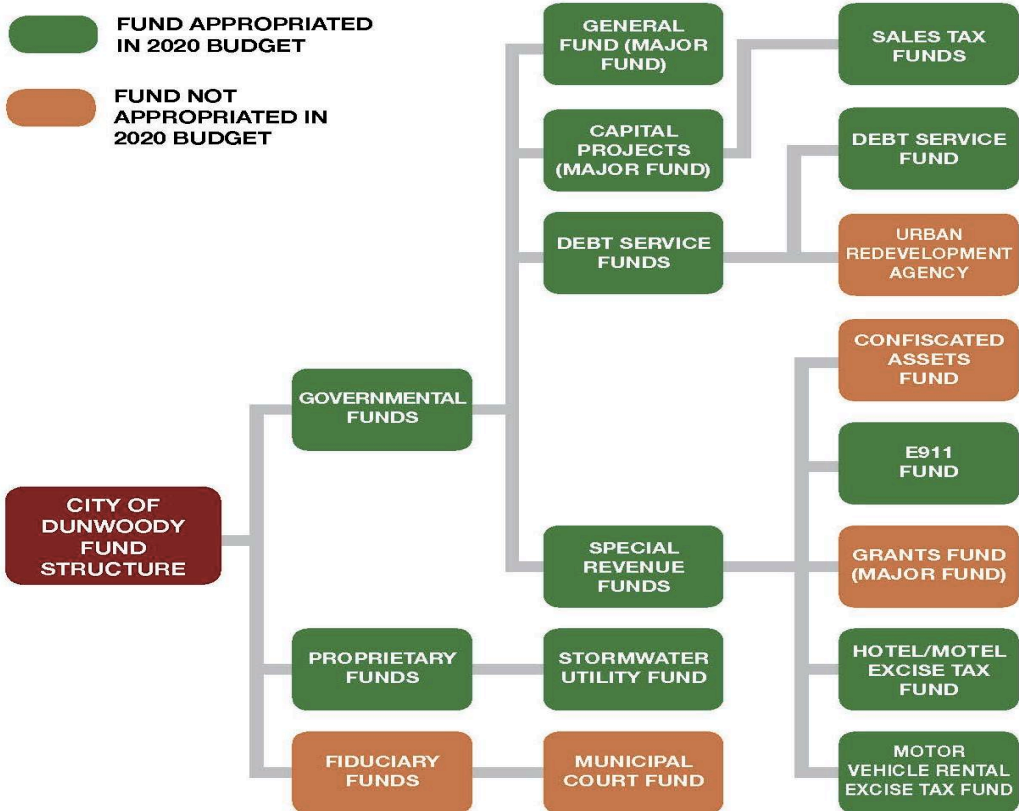 FUND APPROPRIATED
IN 2020 BUDGET
FUND NOT
APPROPRIATED IN
2020 BUDGET
CITY OF
DUNWOODY
FUND
STRUCTURE
GOVERNMENTAL
FUNDS
PROPRIETARY
FUNDS
FIDUCIARY
FUNDS
GENERAL
FUND (MAJOR
FUND)
CAPITAL
PROJECTS
(MAJOR FUND)
DEBT SERVICE
FUNDS
SPECIAL
REVENUE
FUNDS
STORMWATER
UTILITY FUND
MUNICIPAL
COURT FUND
SALES TAX
FUNDS
DEBT SERVICE
FUND
URBAN
REDEVELOPMENT
AGENCY
CONFISCATED
ASSETS
FUND
E911
FUND
GRANTS FUND
(MAJOR FUND)
HOTEL/MOTEL
EXCISE TAX
FUND
MOTOR
VEHICLE RENTAL
EXCISE TAX FUND